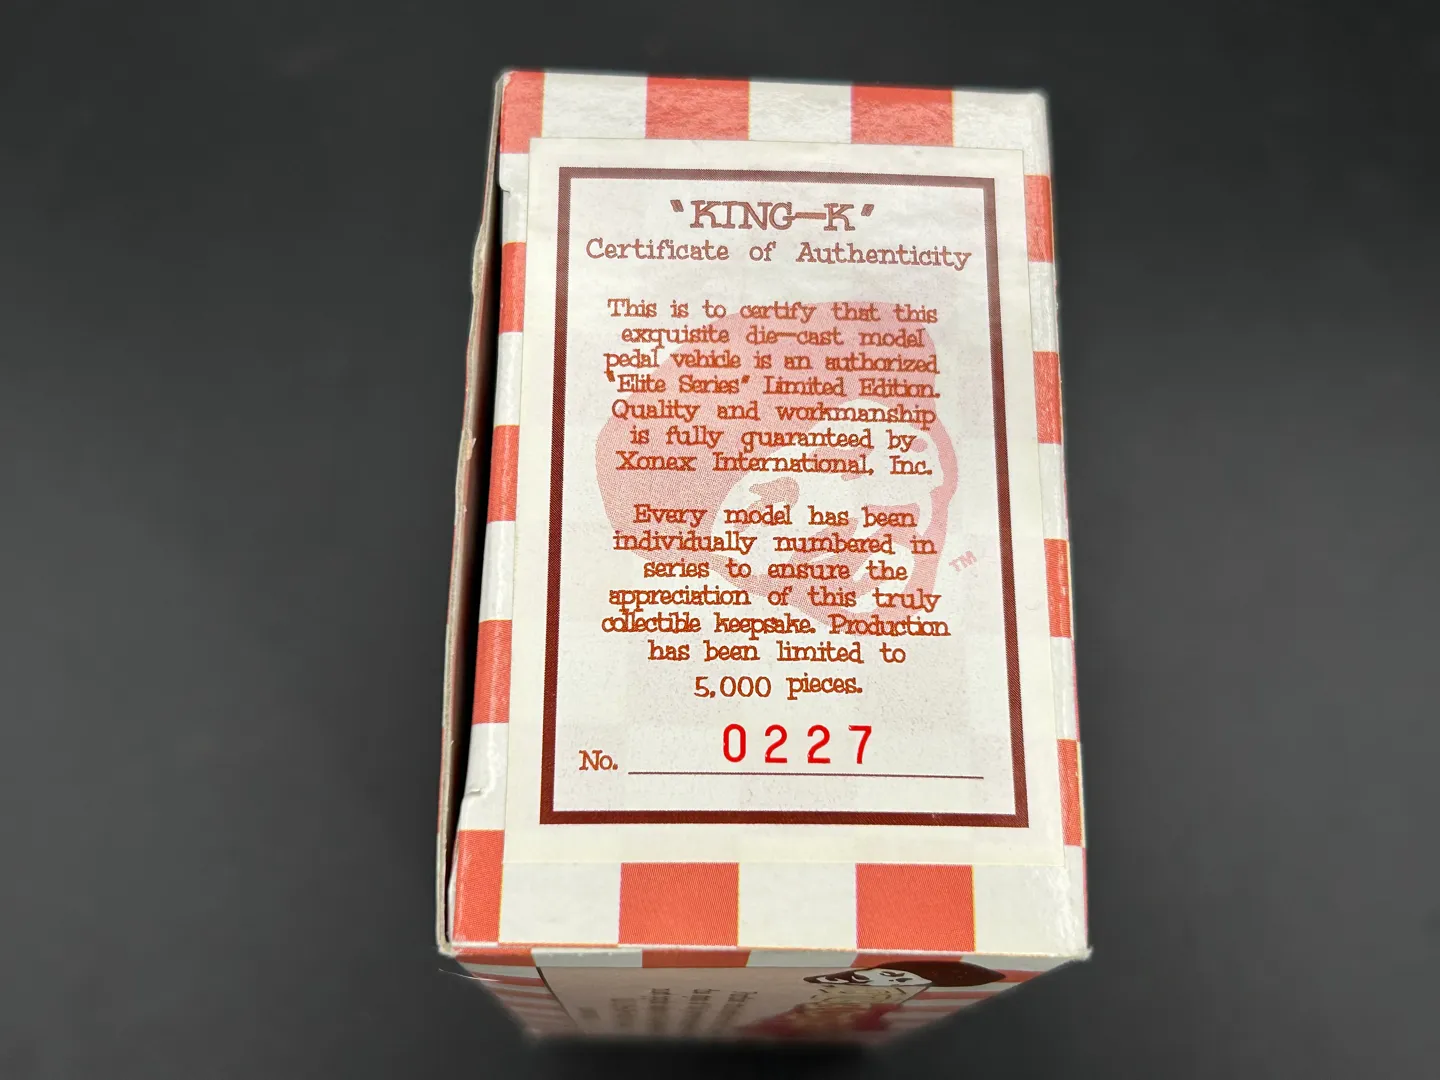 "KING-K"
Certificate of Authenticity
This is to certify that this
exquisite die-cast model
pedal vehicle is an authorized
"Elite Series" Limited Edition.
Quality and workmanship
is fully guaranteed by
Xonex International, Inc.
Every model has been
individually numbered in
series to ensure the
appreciation of this truly
collectible keepsake. Production
has been limited to
5,000 pieces.
No. 0227
TM